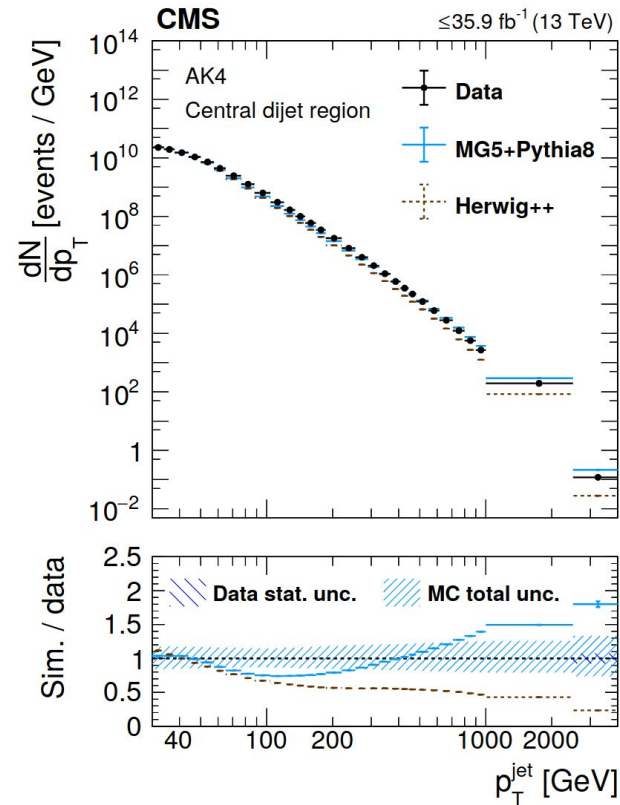 CMS
≤35.9 fb⁻¹ (13 TeV)
AK4
Central dijet region
Data
MG5+Pythia8
Herwig++
dN/dp_T [events / GeV]
10¹⁴
10¹²
10¹⁰
10⁸
10⁶
10⁴
10²
1
10⁻²
Sim. / data
2.5
2
1.5
1
0.5
0
Data stat. unc.
MC total unc.
40
100
200
1000
2000
p_T^jet [GeV]